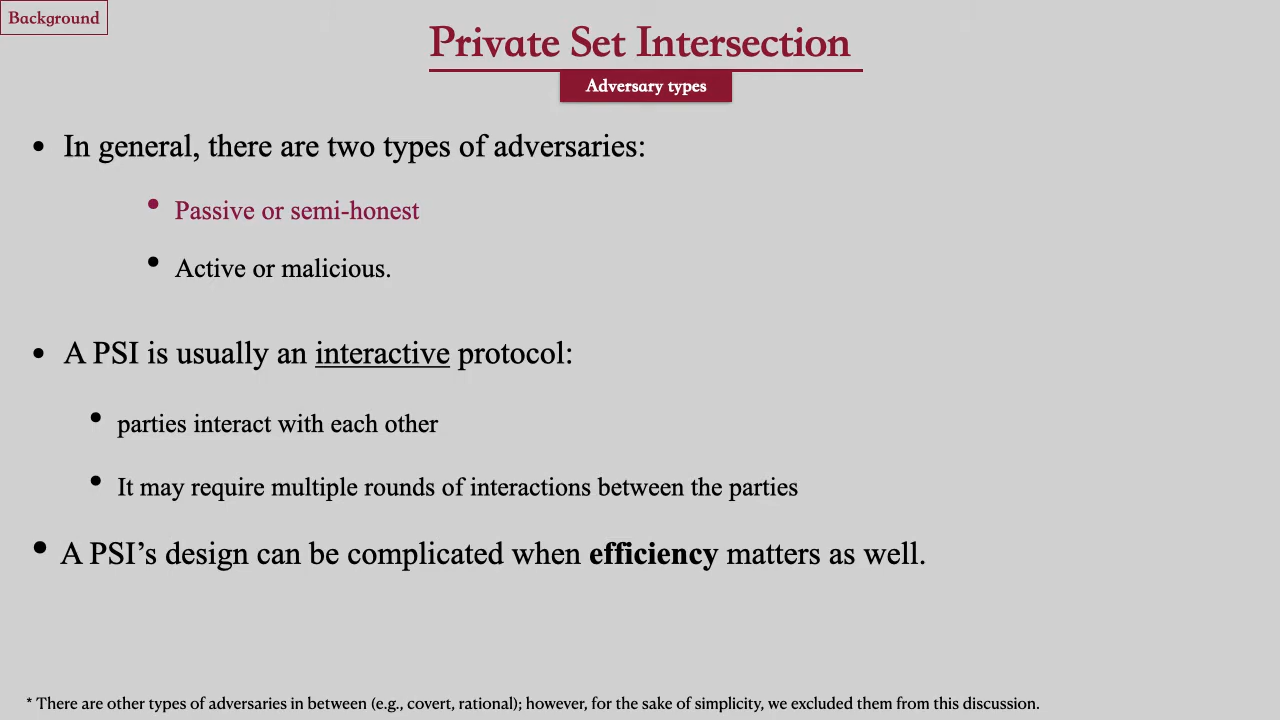 Background
Private Set Intersection
Adversary types
• In general, there are two types of adversaries:
• Passive or semi-honest
• Active or malicious.
• A PSI is usually an interactive protocol:
• parties interact with each other
• It may require multiple rounds of interactions between the parties
• A PSI’s design can be complicated when efficiency matters as well.
* There are other types of adversaries in between (e.g., covert, rational); however, for the sake of simplicity, we excluded them from this discussion.